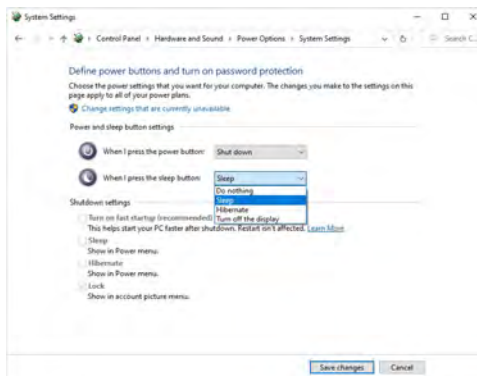 System Settings
Control Panel › Hardware and Sound › Power Options › System Settings
Search C...
Define power buttons and turn on password protection
Choose the power settings that you want for your computer. The changes you make to the settings on this
page apply to all of your power plans.
Change settings that are currently unavailable
Power and sleep button settings
When I press the power button: Shut down
When I press the sleep button: Sleep
Do nothing
Sleep
Hibernate
Turn off the display
Shutdown settings
Turn on fast startup (recommended)
This helps start your PC faster after shutdown. Restart isn't affected. Learn More
Sleep
Show in Power menu.
Hibernate
Show in Power menu.
Lock
Show in account picture menu.
Save changes Cancel